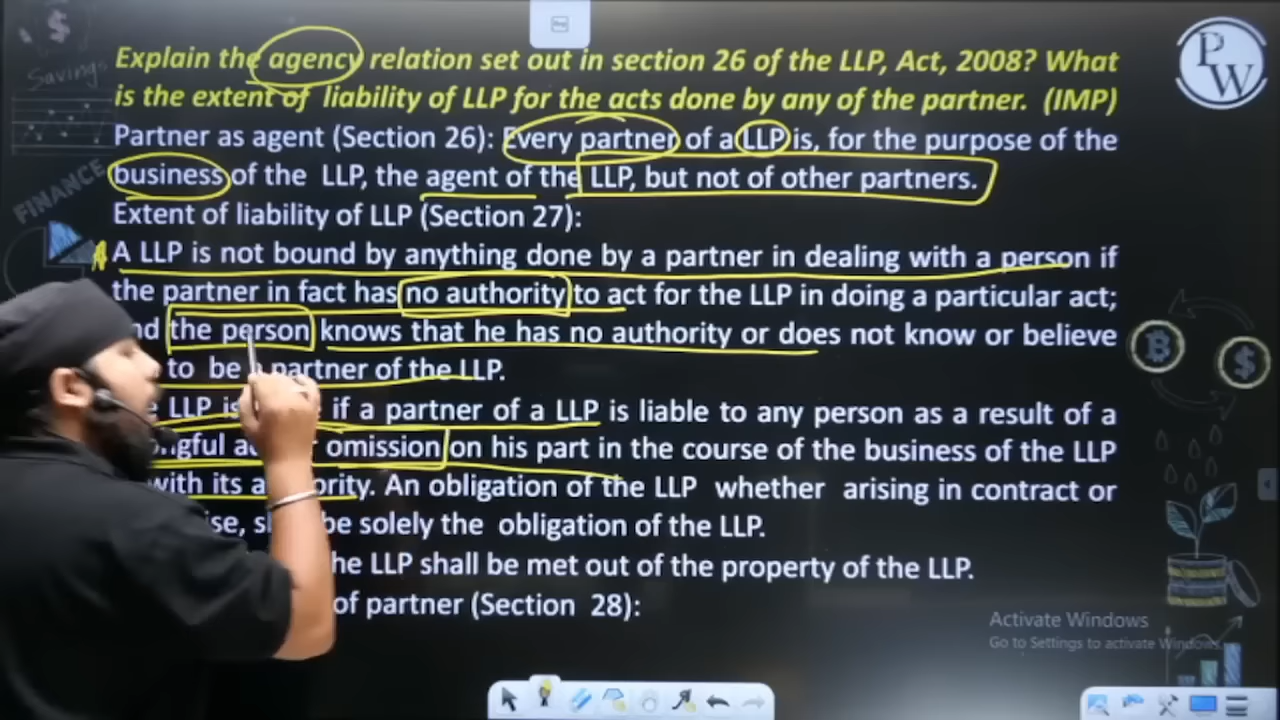 Savings
Explain the agency relation set out in section 26 of the LLP, Act, 2008? What
is the extent of liability of LLP for the acts done by any of the partner. (IMP)
P
W
Partner as agent (Section 26): Every partner of a LLP is, for the purpose of the
business of the LLP, the agent of the LLP, but not of other partners.
FINANCE
Extent of liability of LLP (Section 27):
A LLP is not bound by anything done by a partner in dealing with a person if
the partner in fact has no authority to act for the LLP in doing a particular act;
the person knows that he has no authority or does not know or believe
to be partner of the LLP.
LLP if a partner of a LLP is liable to any person as a result of a
omission on his part in the course of the business of the LLP
with its. An obligation of the LLP whether arising in contract or
be solely the obligation of the LLP.
the LLP shall be met out of the property of the LLP.
of partner (Section 28):
Activate Windows
Go to Settings to activate Windows.